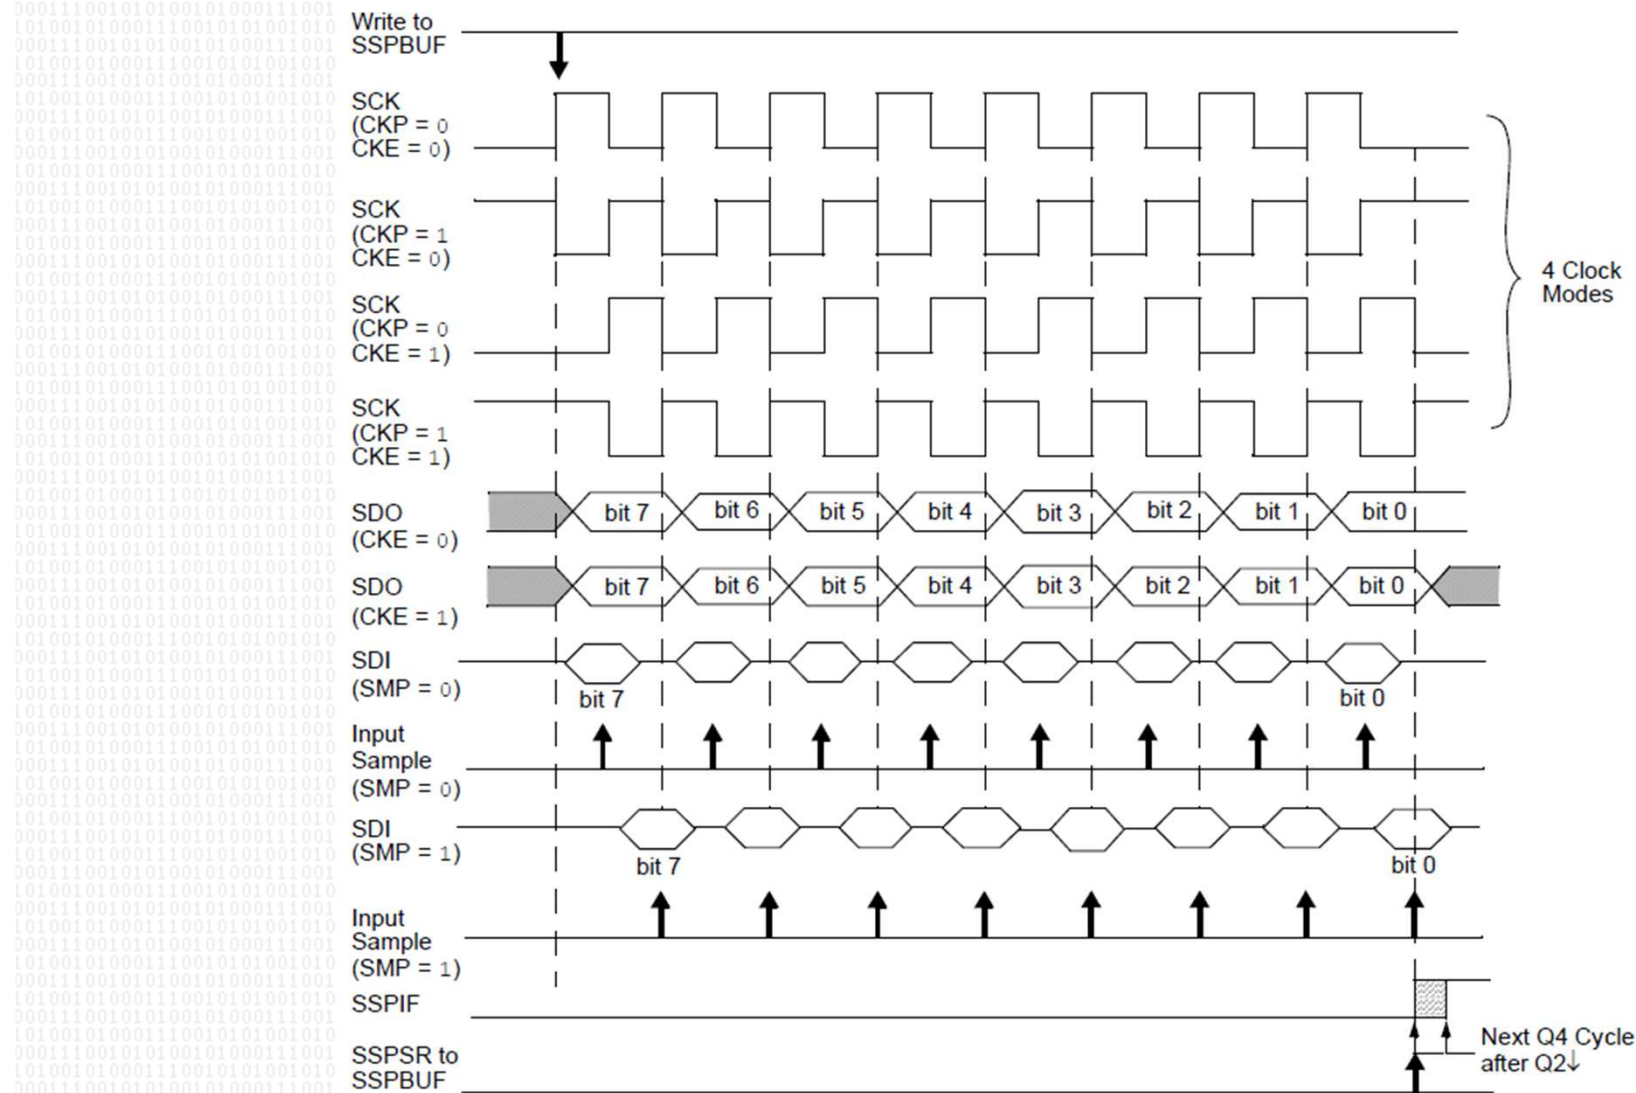 Write to
SSPBUF
SCK
(CKP = 0
CKE = 0)
SCK
(CKP = 1
CKE = 0)
SCK
(CKP = 0
CKE = 1)
SCK
(CKP = 1
CKE = 1)
4 Clock
Modes
SDO
(CKE = 0)
bit 7 bit 6 bit 5 bit 4 bit 3 bit 2 bit 1 bit 0
SDO
(CKE = 1)
bit 7 bit 6 bit 5 bit 4 bit 3 bit 2 bit 1 bit 0
SDI
(SMP = 0)
bit 7 bit 0
Input
Sample
(SMP = 0)
SDI
(SMP = 1)
bit 7 bit 0
Input
Sample
(SMP = 1)
SSPIF
Next Q4 Cycle
after Q2↓
SSPSR to
SSPBUF